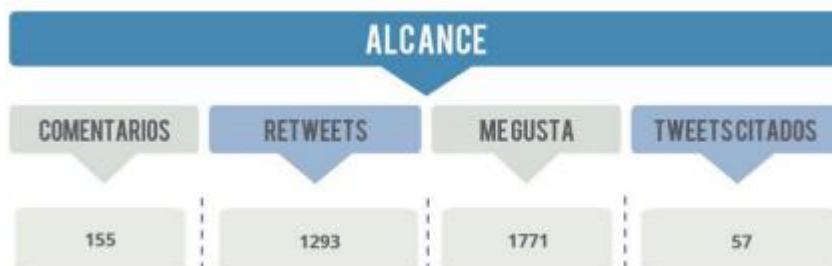 ALCANCE
COMENTARIOS RETWEETS ME GUSTA TWEETS CITADOS
155 1293 1771 57